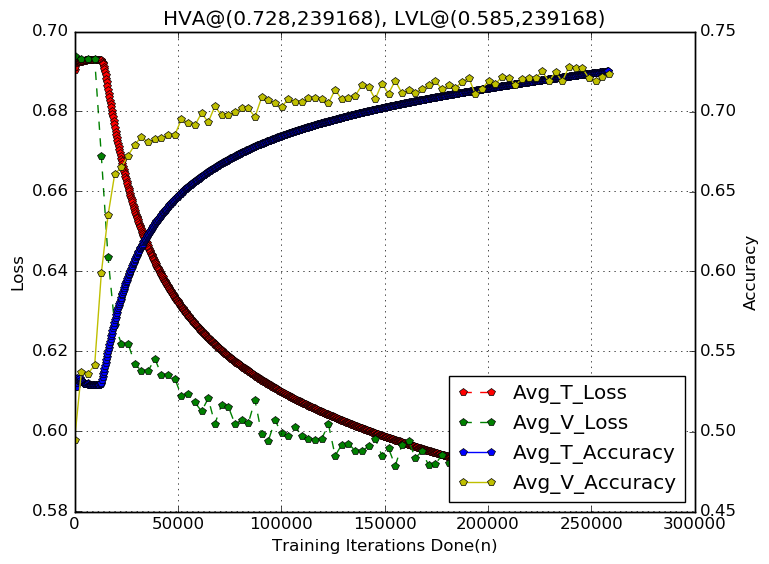 HVA@(0.728,239168), LVL@(0.585,239168)
0.70
0.68
0.66
0.64
0.62
0.60
0.58
Loss
0.75
0.70
0.65
0.60
0.55
0.50
0.45
Accuracy
Avg_T_Loss
Avg_V_Loss
Avg_T_Accuracy
Avg_V_Accuracy
0 50000 100000 150000 200000 250000 300000
Training Iterations Done(n)